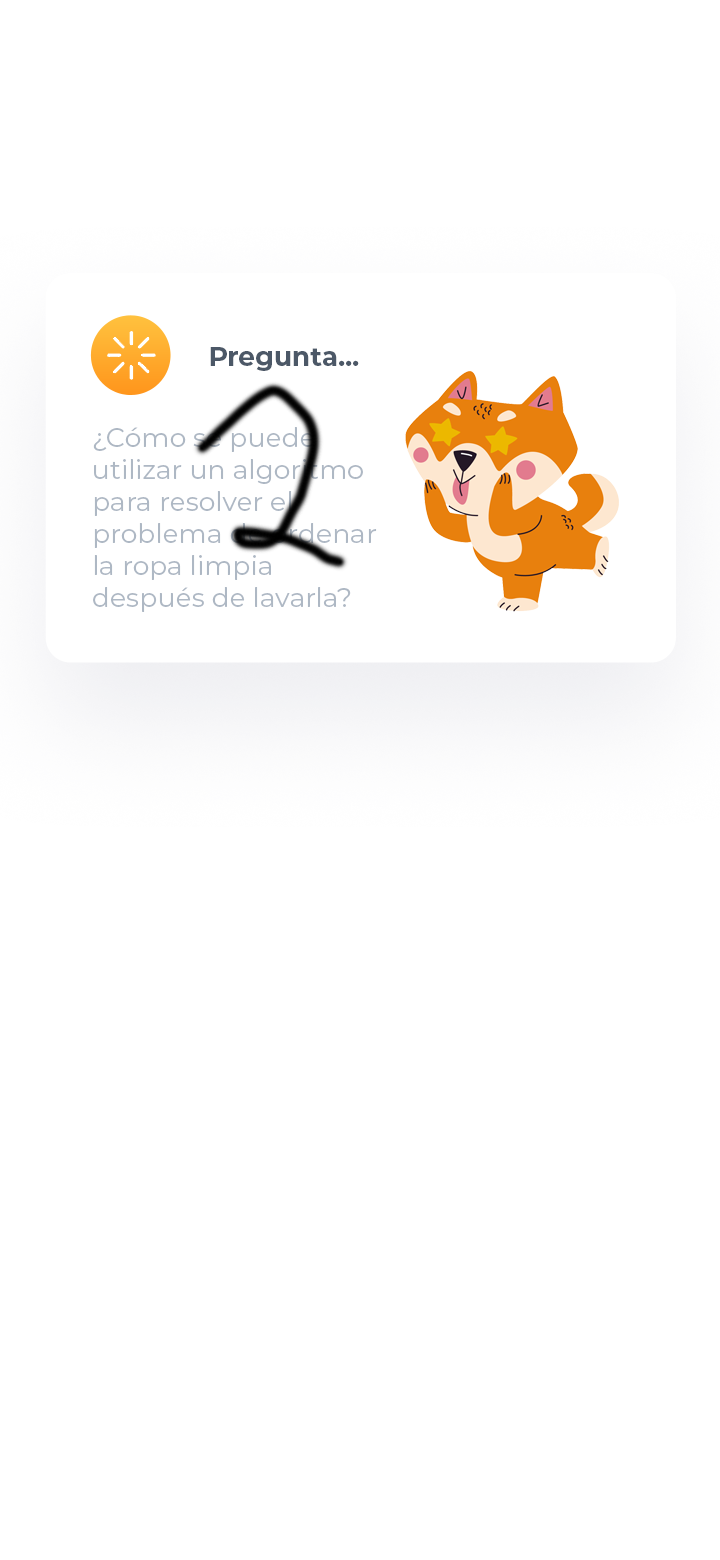 Pregunta...
¿Cómo se puede
utilizar un algoritmo
para resolver el
problema de ordenar
la ropa limpia
después de lavarla?
2